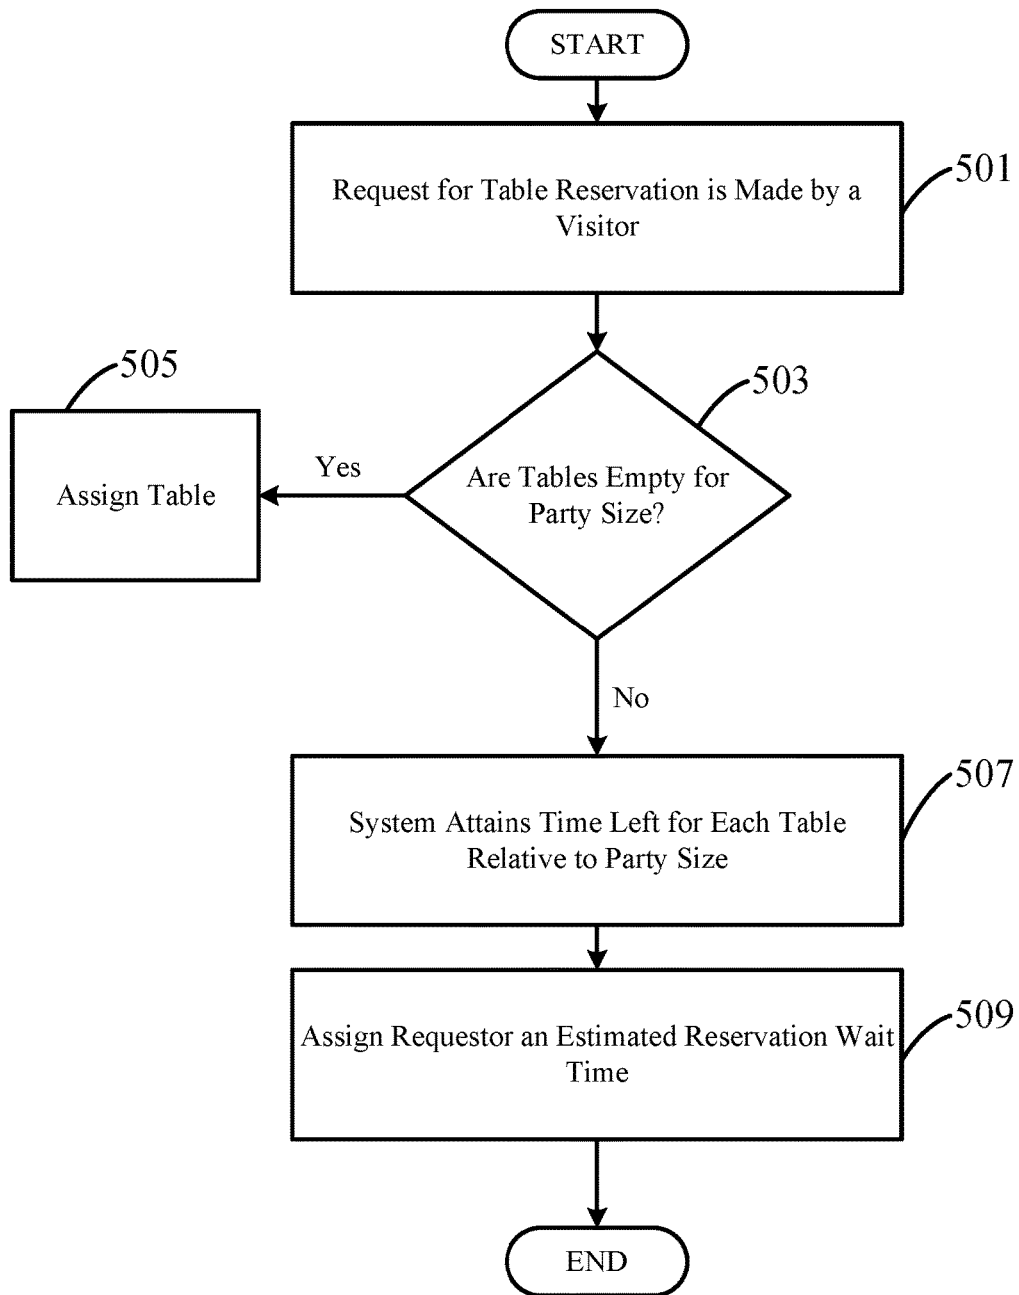 START
Request for Table Reservation is Made by a
Visitor
501
503
505
Are Tables Empty for
Party Size?
Yes
Assign Table
No
System Attains Time Left for Each Table
Relative to Party Size
507
Assign Requestor an Estimated Reservation Wait
Time
509
END